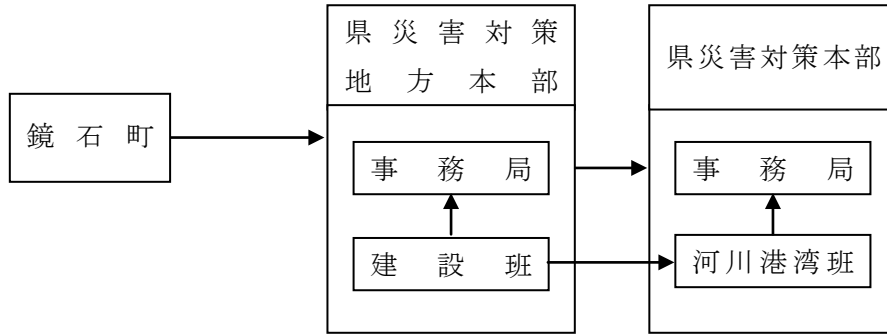 鏡石町
県災害対策
地方本部
事務局
建設班
県災害対策本部
事務局
河川港湾班